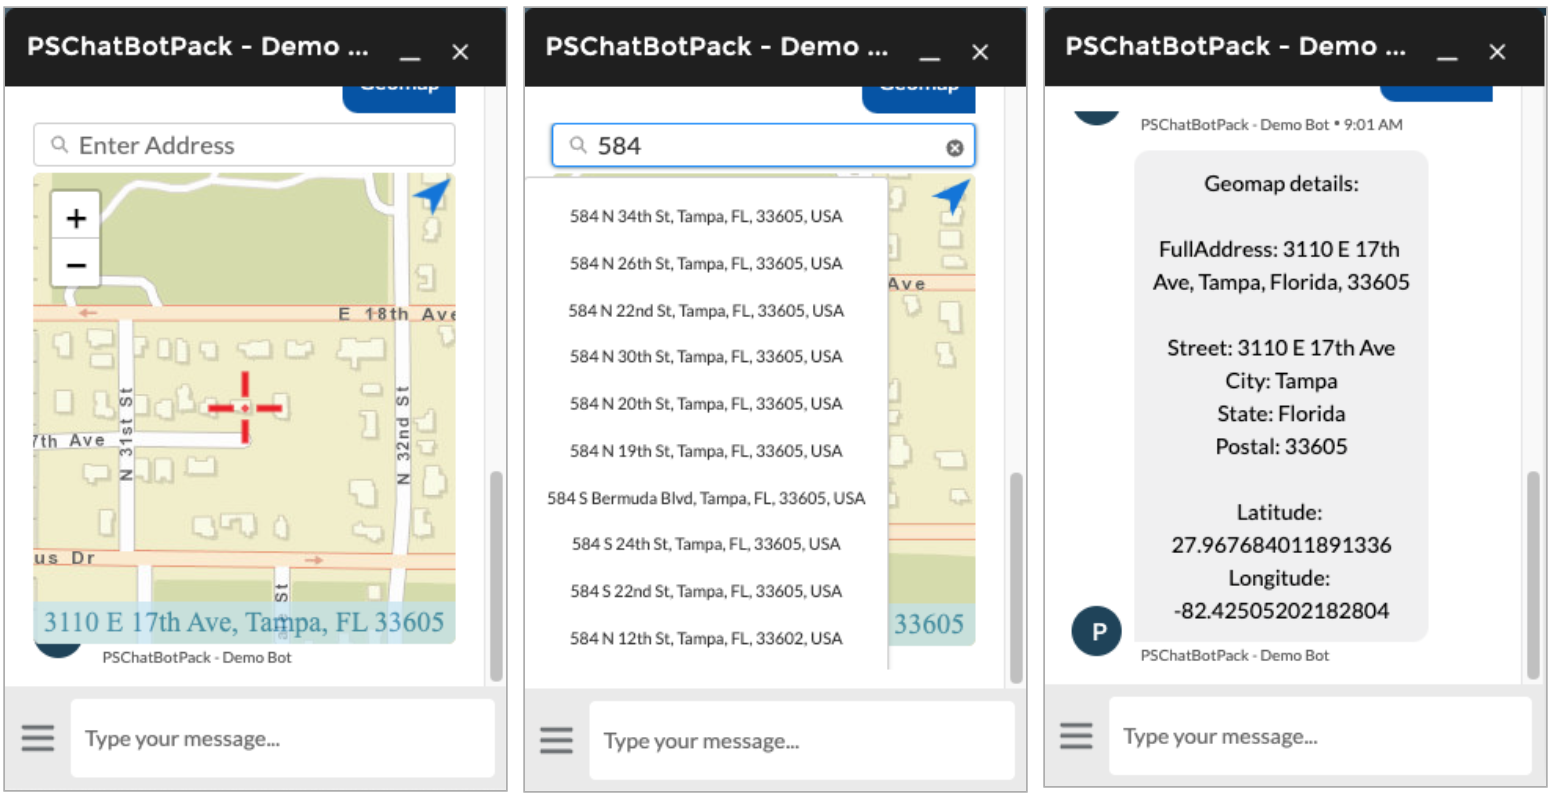 PSChatBotPack - Demo ...
Geomap
Enter Address
+
−
E 18th Ave
N 31st St
N 32nd St
7th Ave
us Dr
St
3110 E 17th Ave, Tampa, FL 33605
PSChatBotPack - Demo Bot
Type your message...
PSChatBotPack - Demo ...
Geomap
584
584 N 34th St, Tampa, FL, 33605, USA
584 N 26th St, Tampa, FL, 33605, USA
584 N 22nd St, Tampa, FL, 33605, USA
584 N 30th St, Tampa, FL, 33605, USA
584 N 20th St, Tampa, FL, 33605, USA
584 N 19th St, Tampa, FL, 33605, USA
584 S Bermuda Blvd, Tampa, FL, 33605, USA
584 S 24th St, Tampa, FL, 33605, USA
584 S 22nd St, Tampa, FL, 33605, USA
584 N 12th St, Tampa, FL, 33602, USA
Ave
33605
Type your message...
PSChatBotPack - Demo ...
PSChatBotPack - Demo Bot • 9:01 AM
Geomap details:
FullAddress: 3110 E 17th
Ave, Tampa, Florida, 33605
Street: 3110 E 17th Ave
City: Tampa
State: Florida
Postal: 33605
Latitude:
27.967684011891336
Longitude:
-82.42505202182804
P
PSChatBotPack - Demo Bot
Type your message...